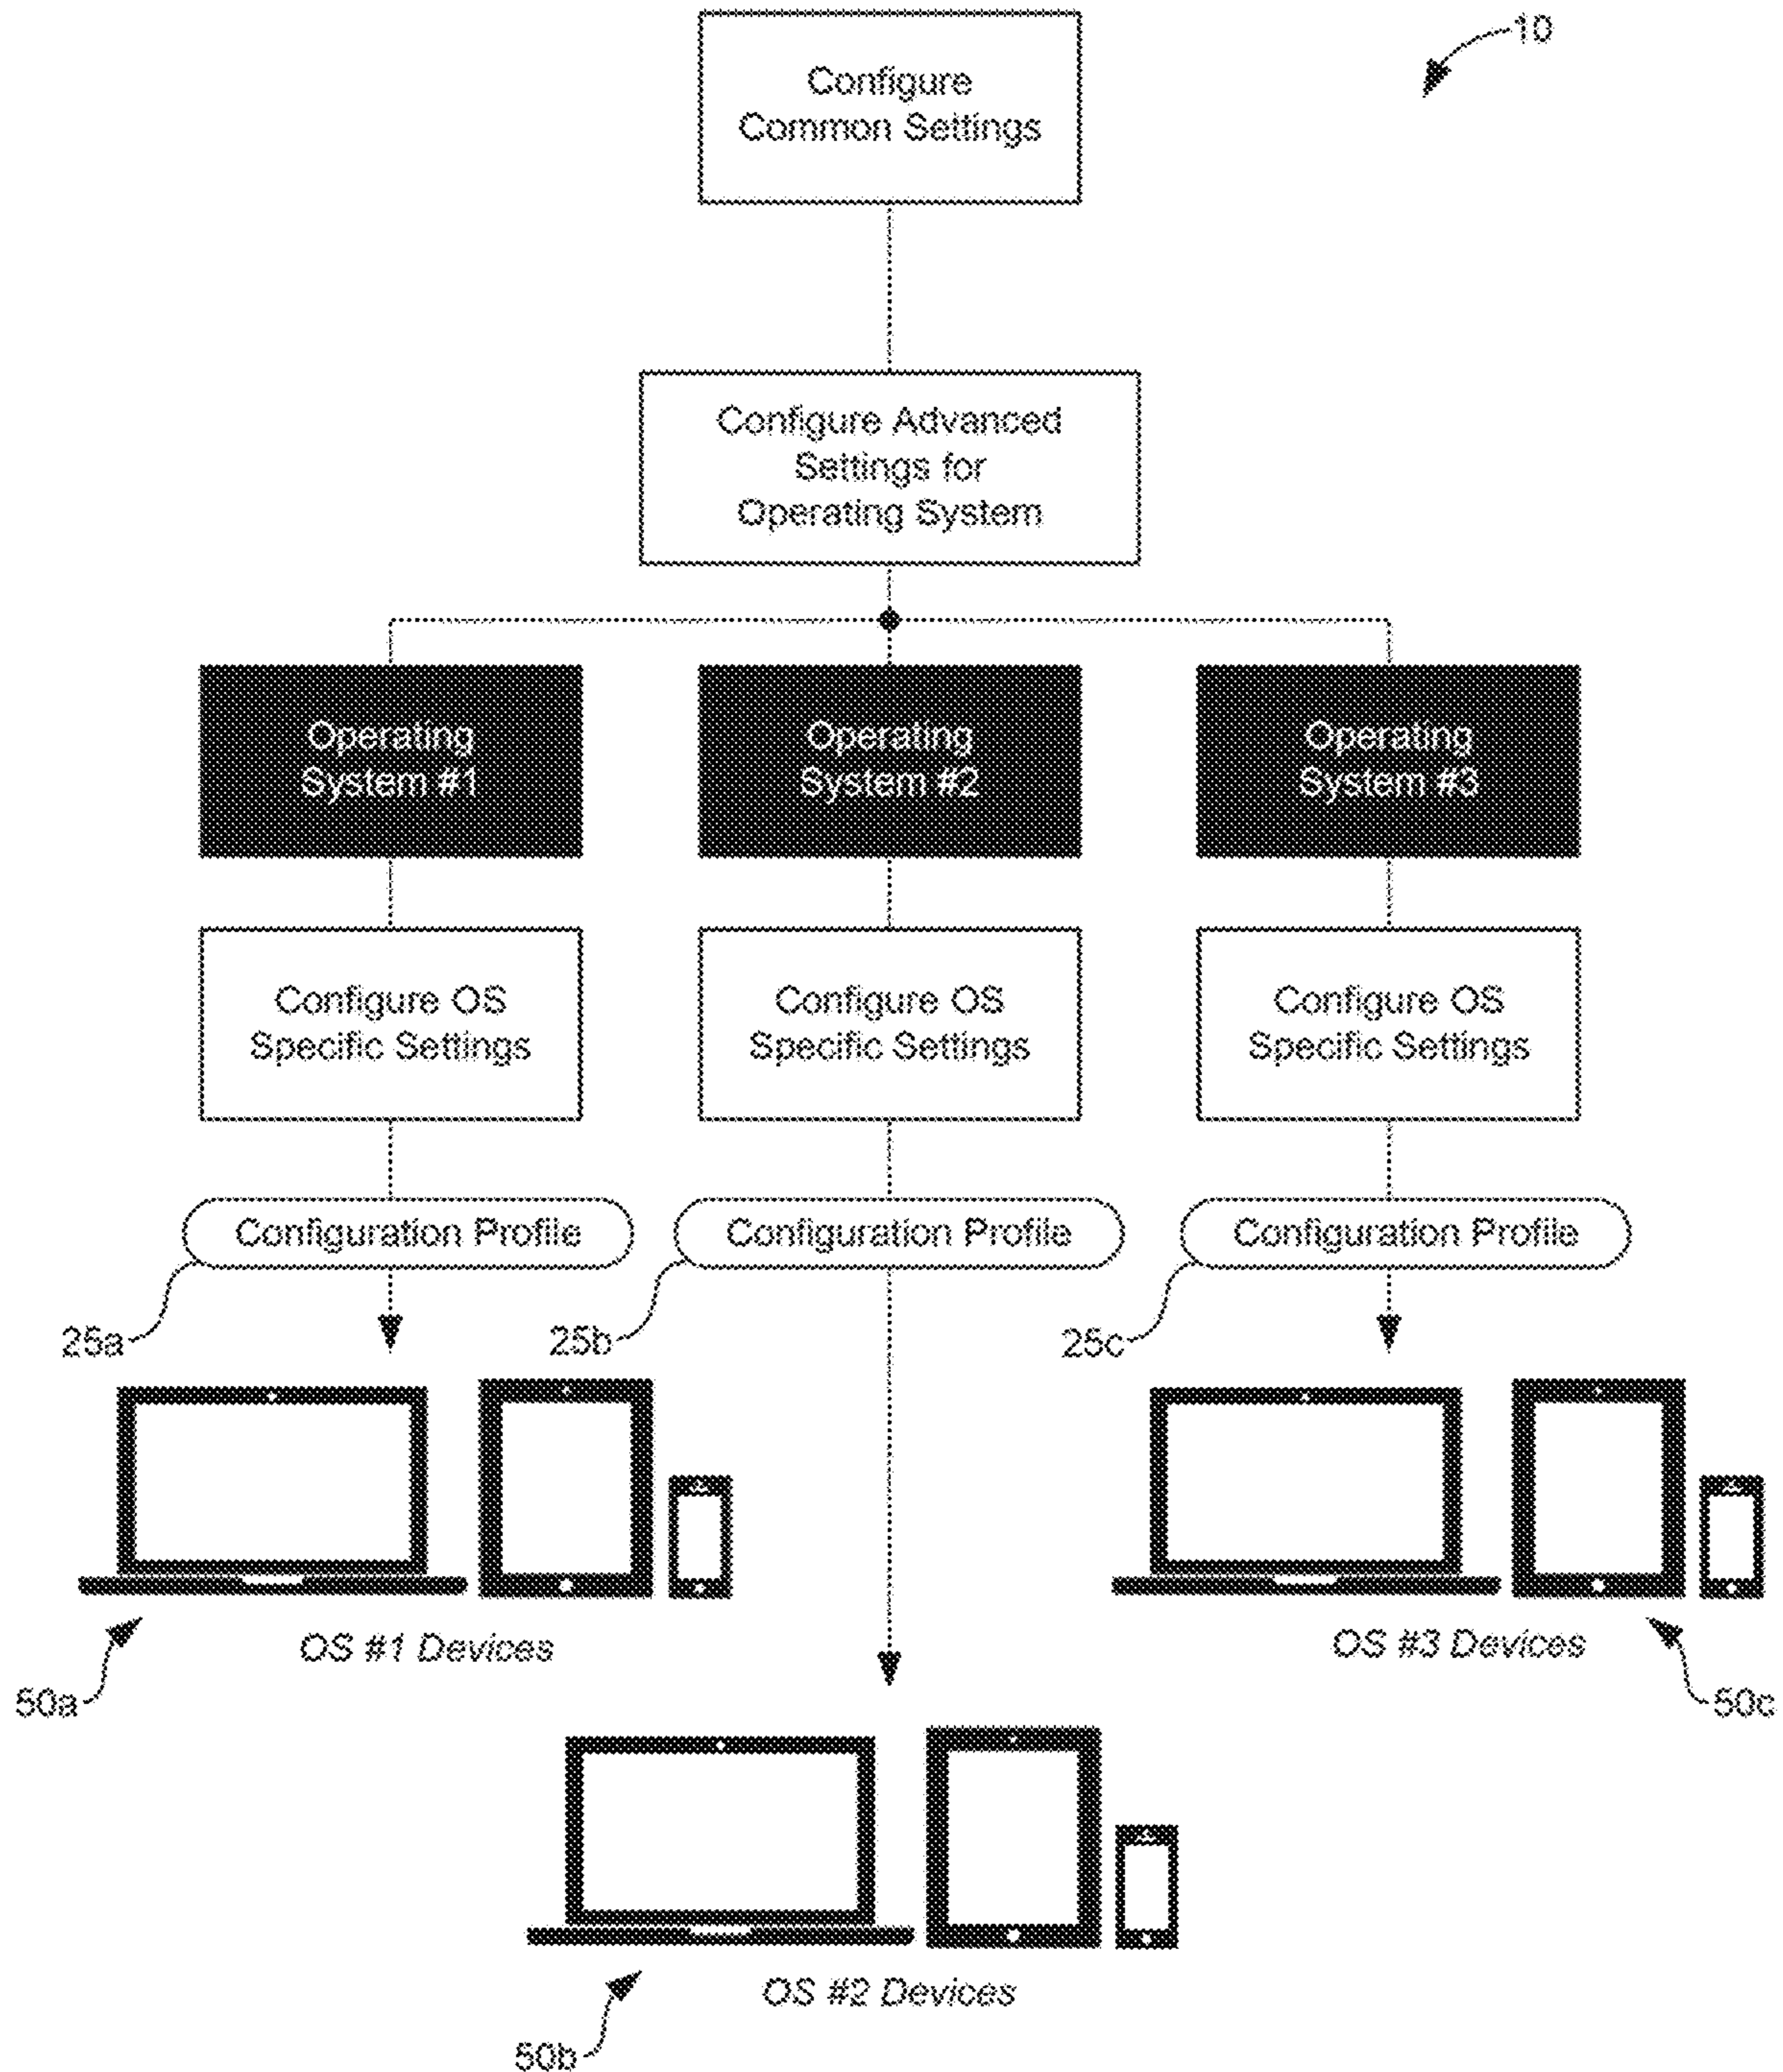 10
Configure
Common Settings
Configure Advanced
Settings for
Operating System
Operating
System #1
Operating
System #2
Operating
System #3
Configure OS
Specific Settings
Configure OS
Specific Settings
Configure OS
Specific Settings
Configuration Profile
Configuration Profile
Configuration Profile
25a
25b
25c
OS #1 Devices
OS #3 Devices
50a
50c
OS #2 Devices
50b